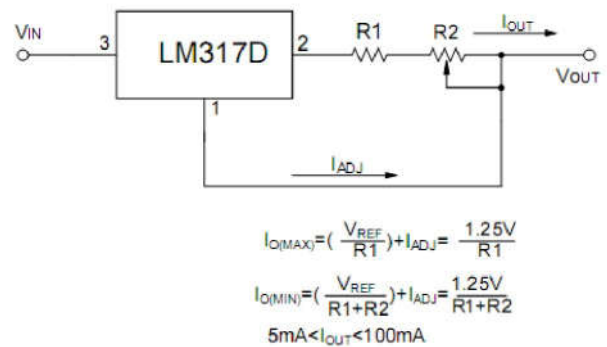 VIN
3
LM317D
2
R1
R2
IOUT
VOUT
1
IADJ
IO(MAX)=( VREF/R1 )+IADJ= 1.25V/R1
IO(MIN)=( VREF/R1+R2 )+IADJ= 1.25V/R1+R2
5mA<IOUT<100mA